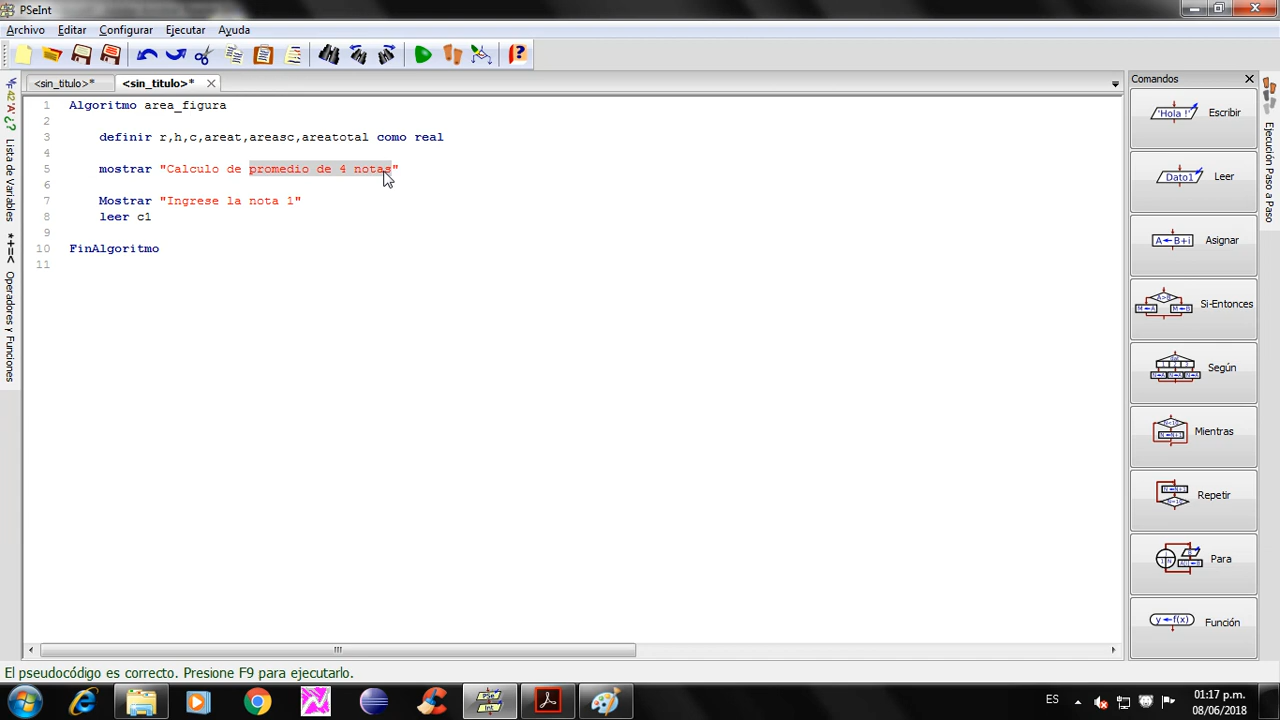 PSeInt
Archivo Editar Configurar Ejecutar Ayuda
<sin_titulo>* <sin_titulo>*
Comandos
1 Algoritmo area_figura
2
3 definir r,h,c,areat,areasc,areatotal como real
4
5 mostrar "Calculo de promedio de 4 notas"
6
7 Mostrar "Ingrese la nota 1"
8 leer c1
9
10 FinAlgoritmo
11
Lista de Variables
*+=< Operadores y Funciones
'Hola !' Escribir
Dato1 Leer
A←B+i Asignar
Si-Entonces
Según
Mientras
Repetir
Para
y←f(x) Función
Ejecución Paso a Paso
El pseudocódigo es correcto. Presione F9 para ejecutarlo.
ES
01:17 p.m.
08/06/2018